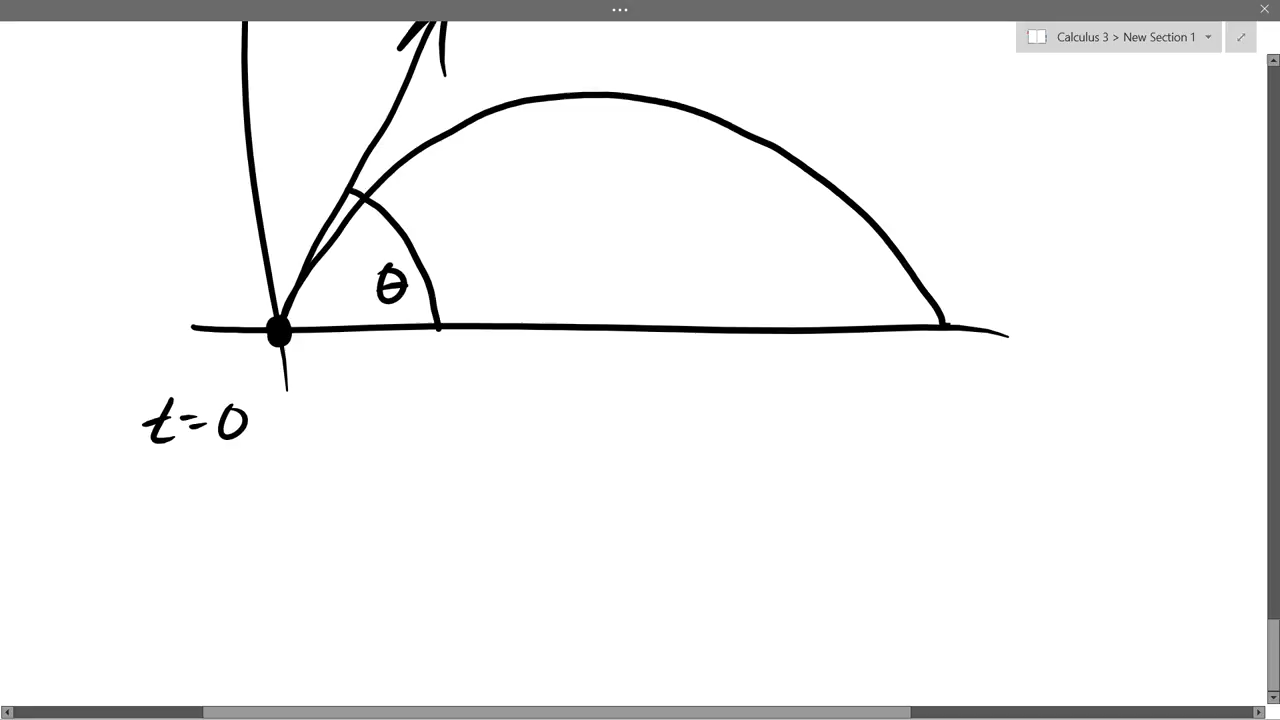 Calculus 3 > New Section 1
θ
t=0